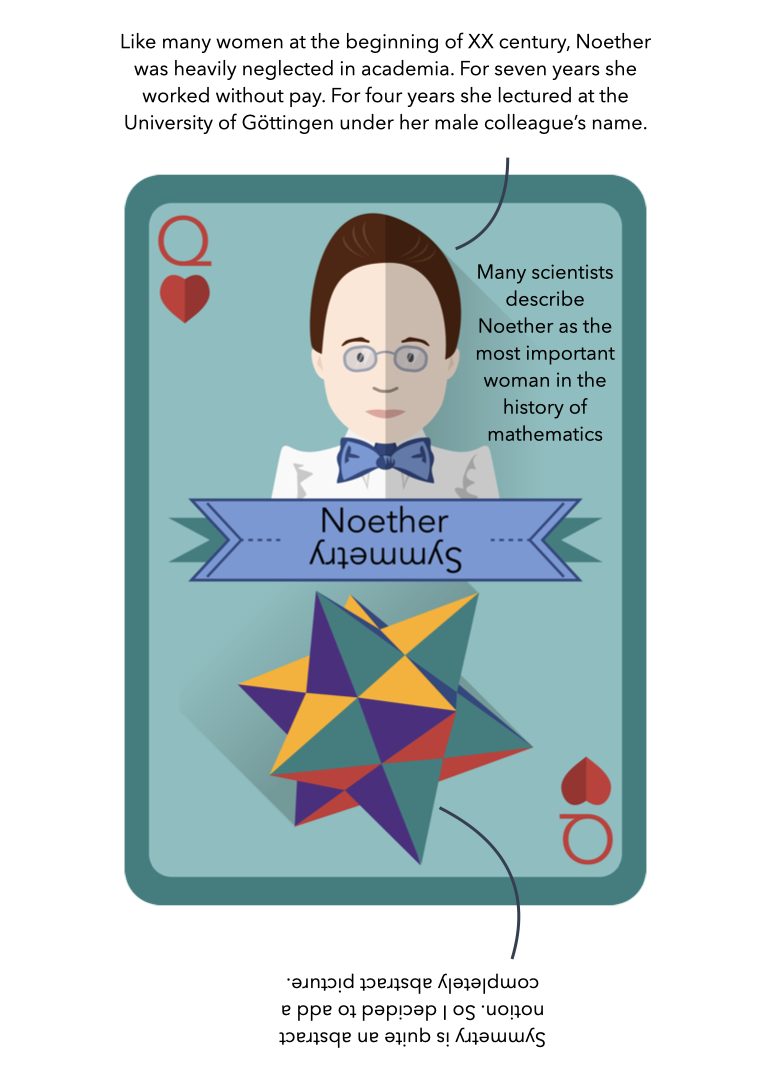 Like many women at the beginning of XX century, Noether
was heavily neglected in academia. For seven years she
worked without pay. For four years she lectured at the
University of Göttingen under her male colleague’s name.
Q
Many scientists
describe
Noether as the
most important
woman in the
history of
mathematics
Noether
Symmetry
Q
Symmetry is quite an abstract
notion. So I decided to add a
completely abstract picture.